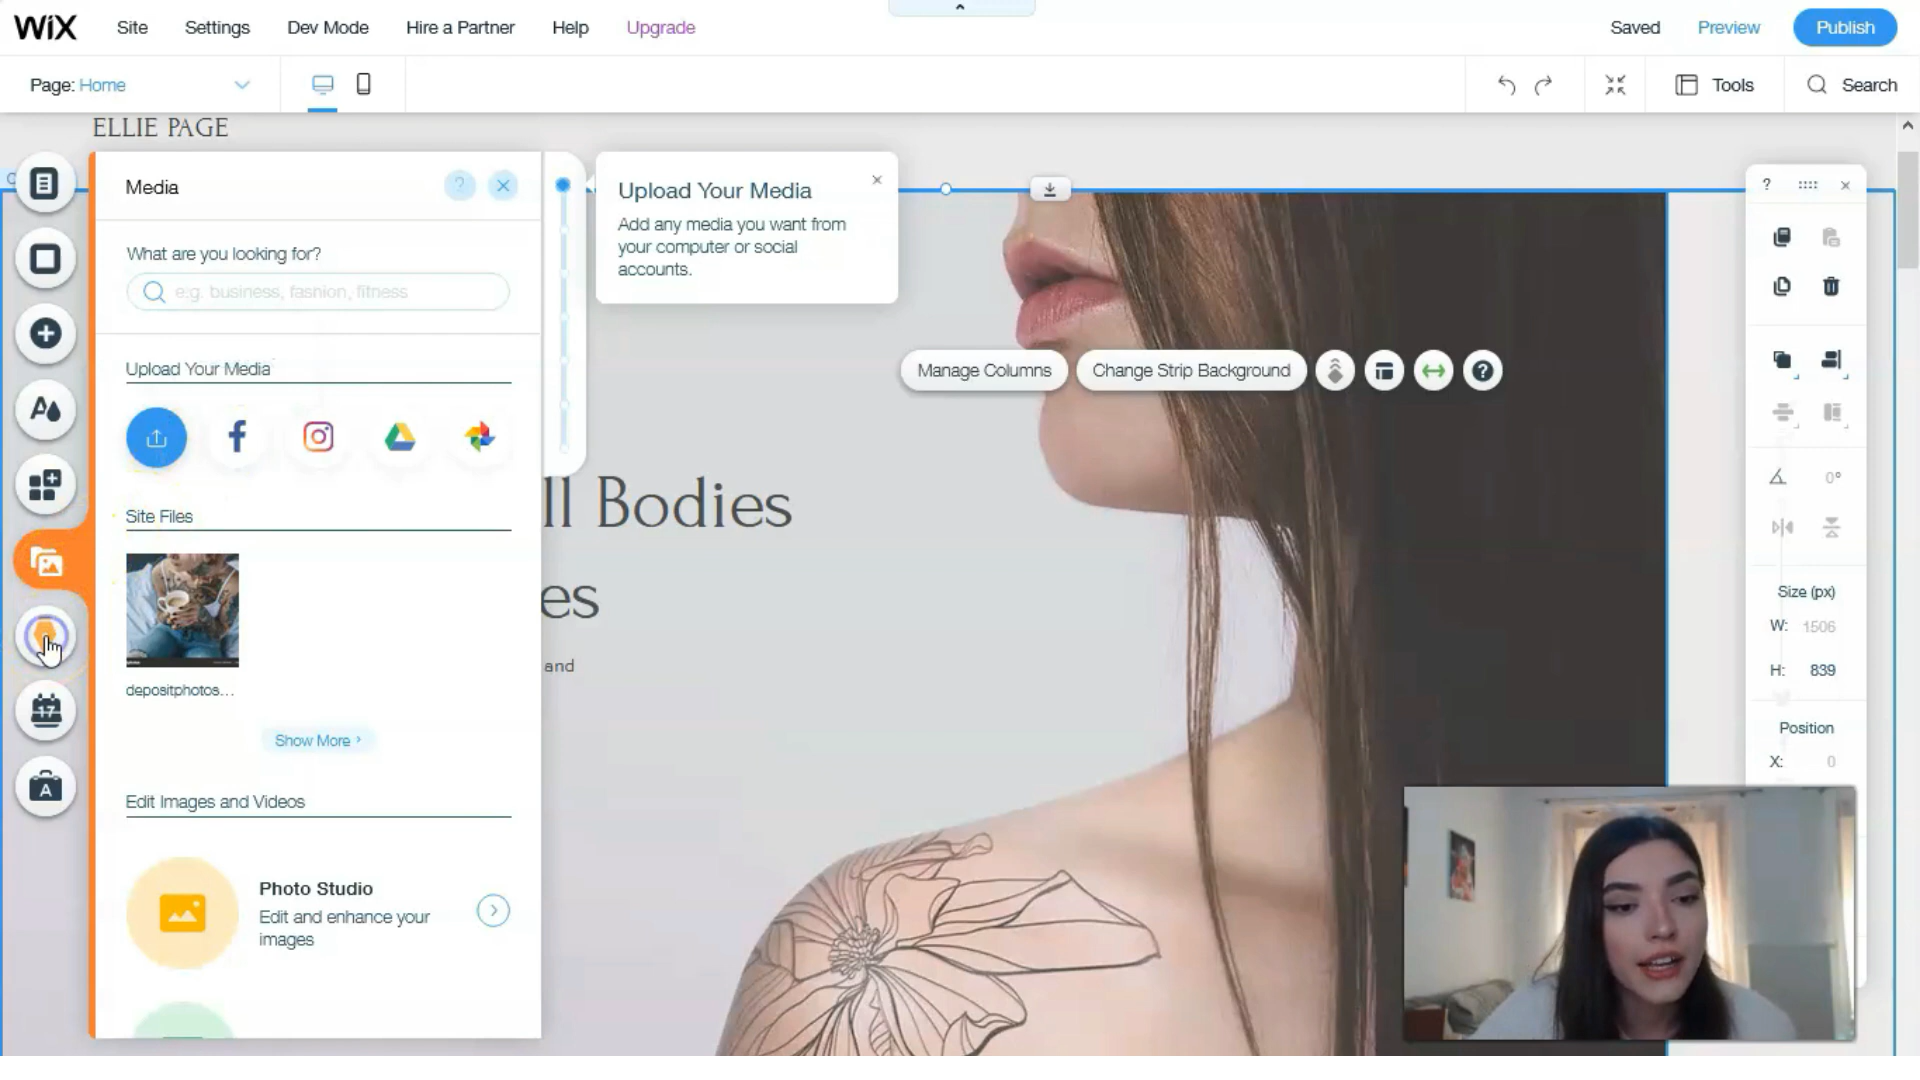 WIX Site Settings Dev Mode Hire a Partner Help Upgrade Saved Preview Publish
Page: Home Tools Search
ELLIE PAGE
Media ? ×
What are you looking for?
e.g. business, fashion, fitness
Upload Your Media
Site Files
depositphotos...
Show More >
Edit Images and Videos
Photo Studio
Edit and enhance your
images
Upload Your Media
Add any media you want from
your computer or social
accounts.
Manage Columns Change Strip Background ?
ll Bodies
es
and
17
A
?
0°
Size (px)
W: 1506
H: 839
Position
X: 0